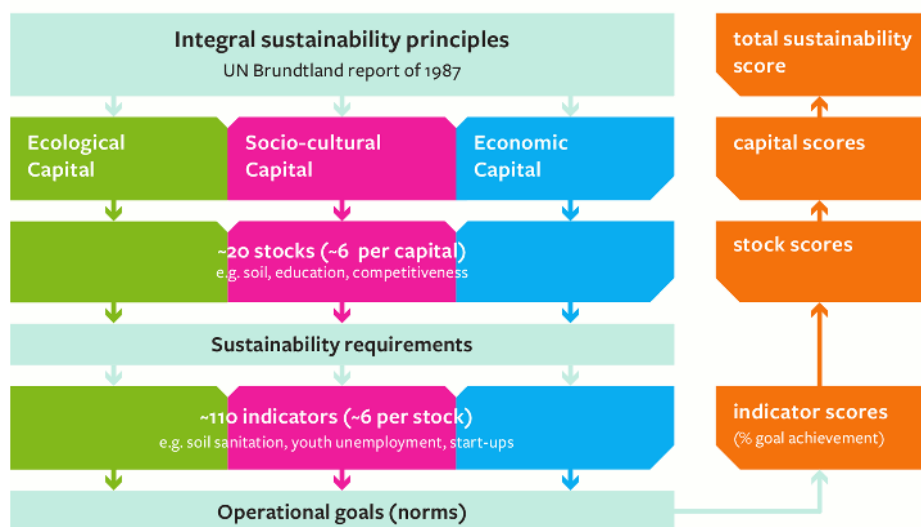 Integral sustainability principles
UN Brundtland report of 1987
Ecological
Capital
Socio-cultural
Capital
Economic
Capital
~20 stocks (~6 per capital)
e.g. soil, education, competitiveness
Sustainability requirements
~110 indicators (~6 per stock)
e.g. soil sanitation, youth unemployment, start-ups
Operational goals (norms)
total sustainability
score
capital scores
stock scores
indicator scores
(% goal achievement)